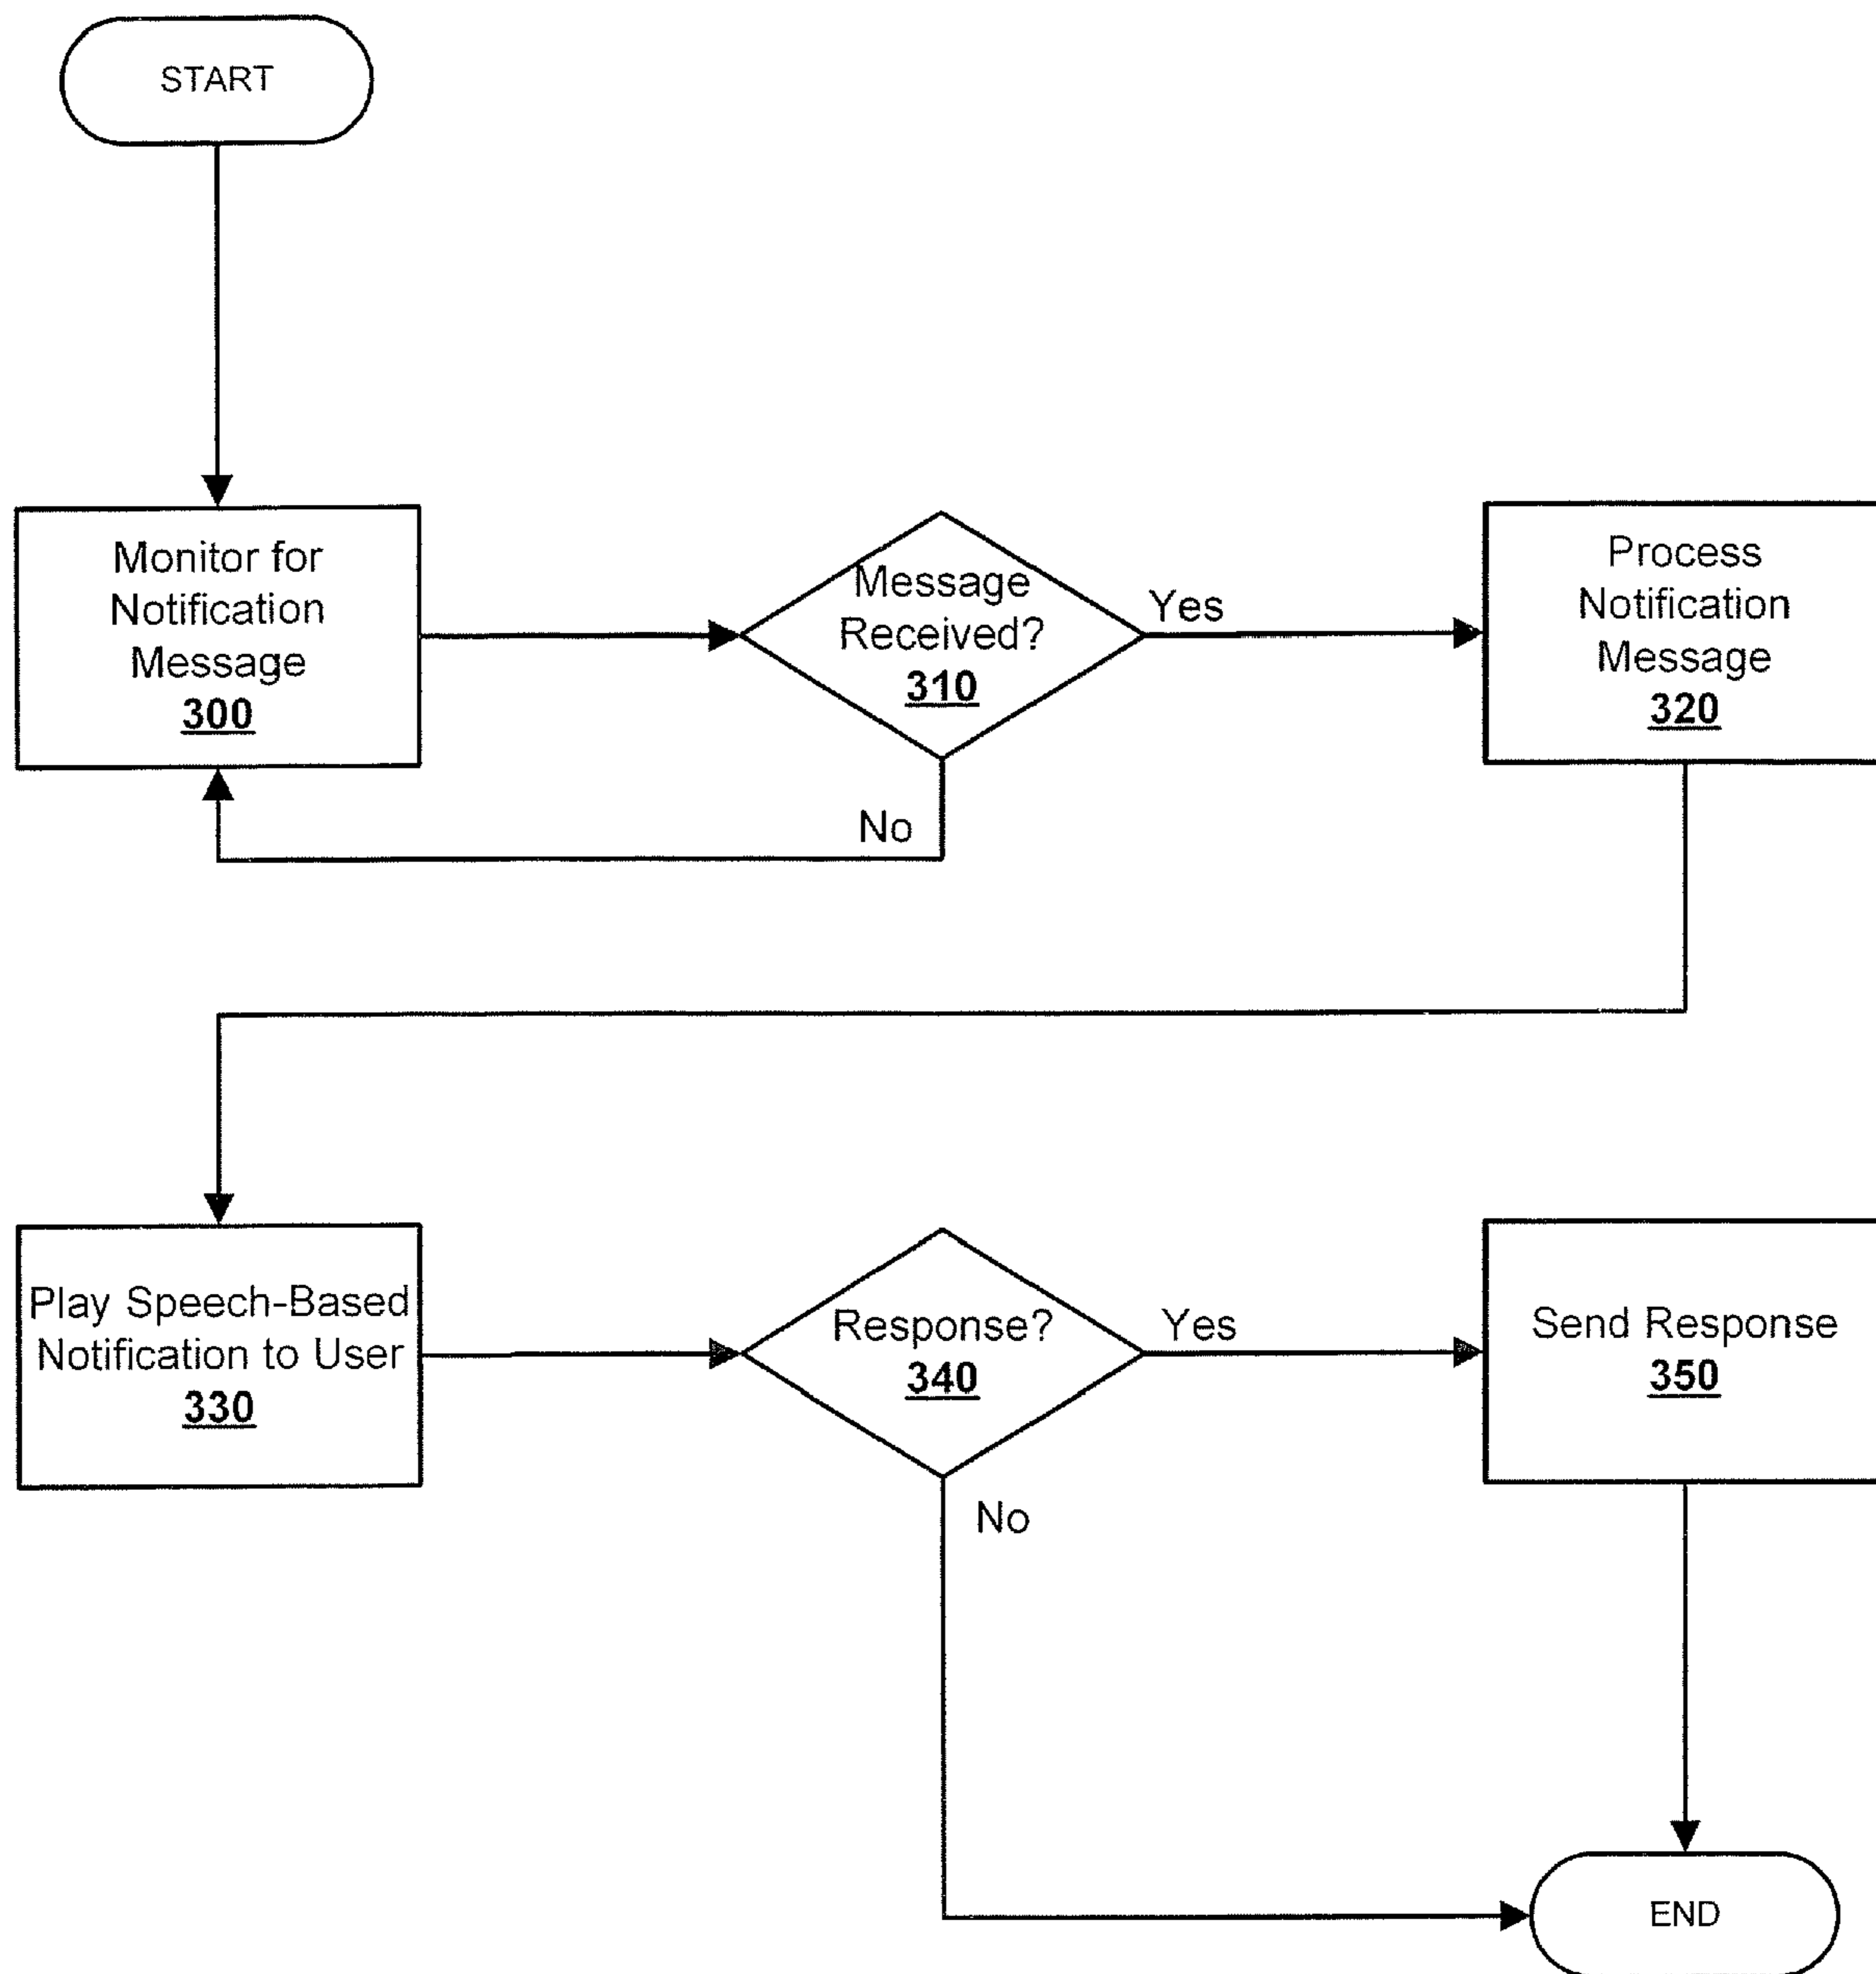 START
Monitor for
Notification
Message
300
Message
Received?
310
Yes
No
Process
Notification
Message
320
Play Speech-Based
Notification to User
330
Response?
340
Yes
No
Send Response
350
END